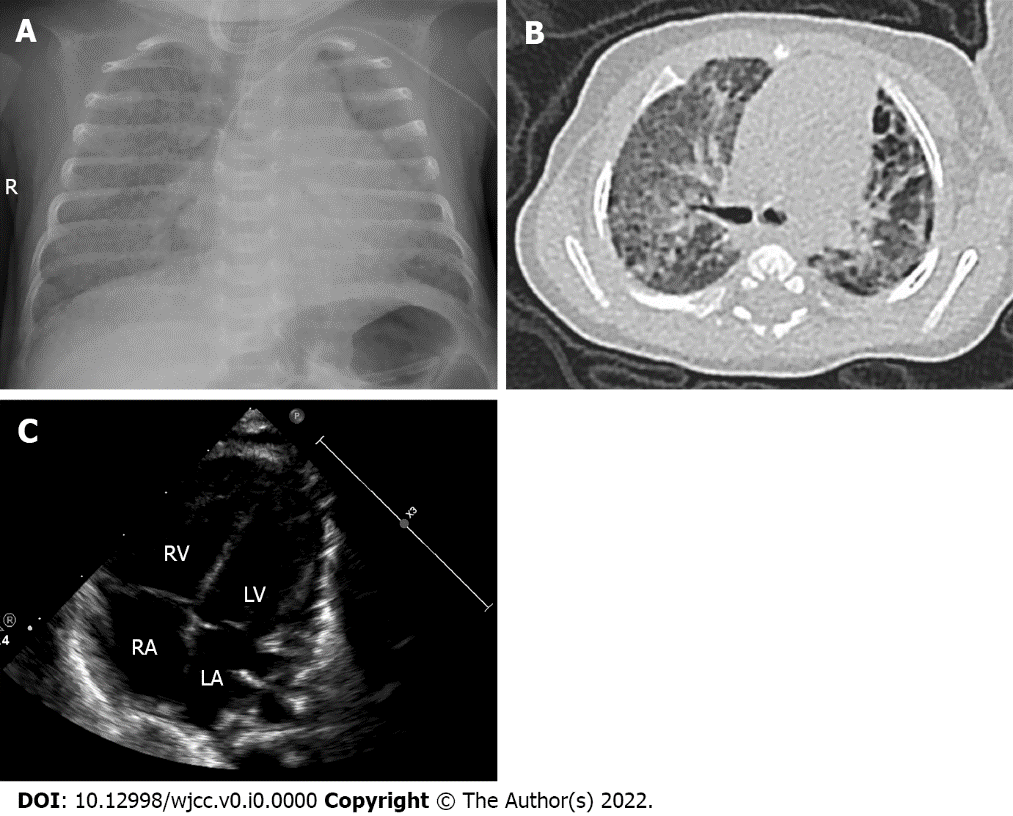 A
B
R
C
P
X3
RV
LV
R
.4
RA
LA
DOI: 10.12998/wjcc.v0.i0.0000 Copyright © The Author(s) 2022.